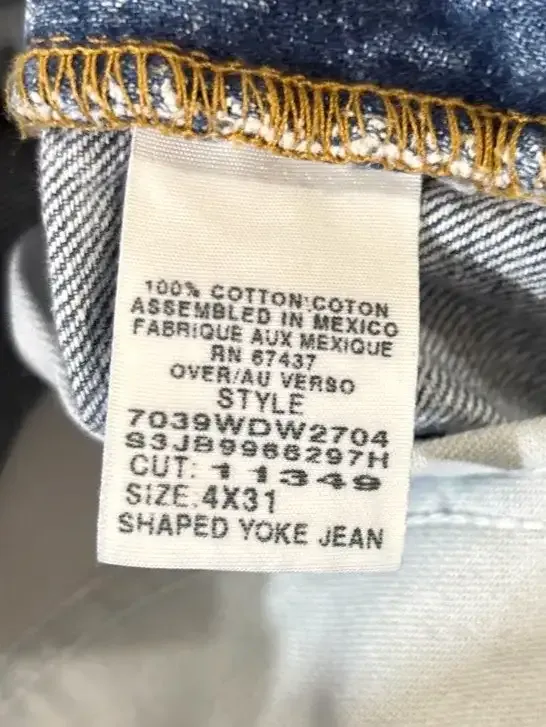 100% COTTON:COTON
ASSEMBLED IN MEXICO
FABRIQUE AUX MEXIQUE
RN 67437
OVER/AU VERSO
STYLE
7039WDW2704
S3JB9966297H
CUT: 11349
SIZE:4X31
SHAPED YOKE JEAN